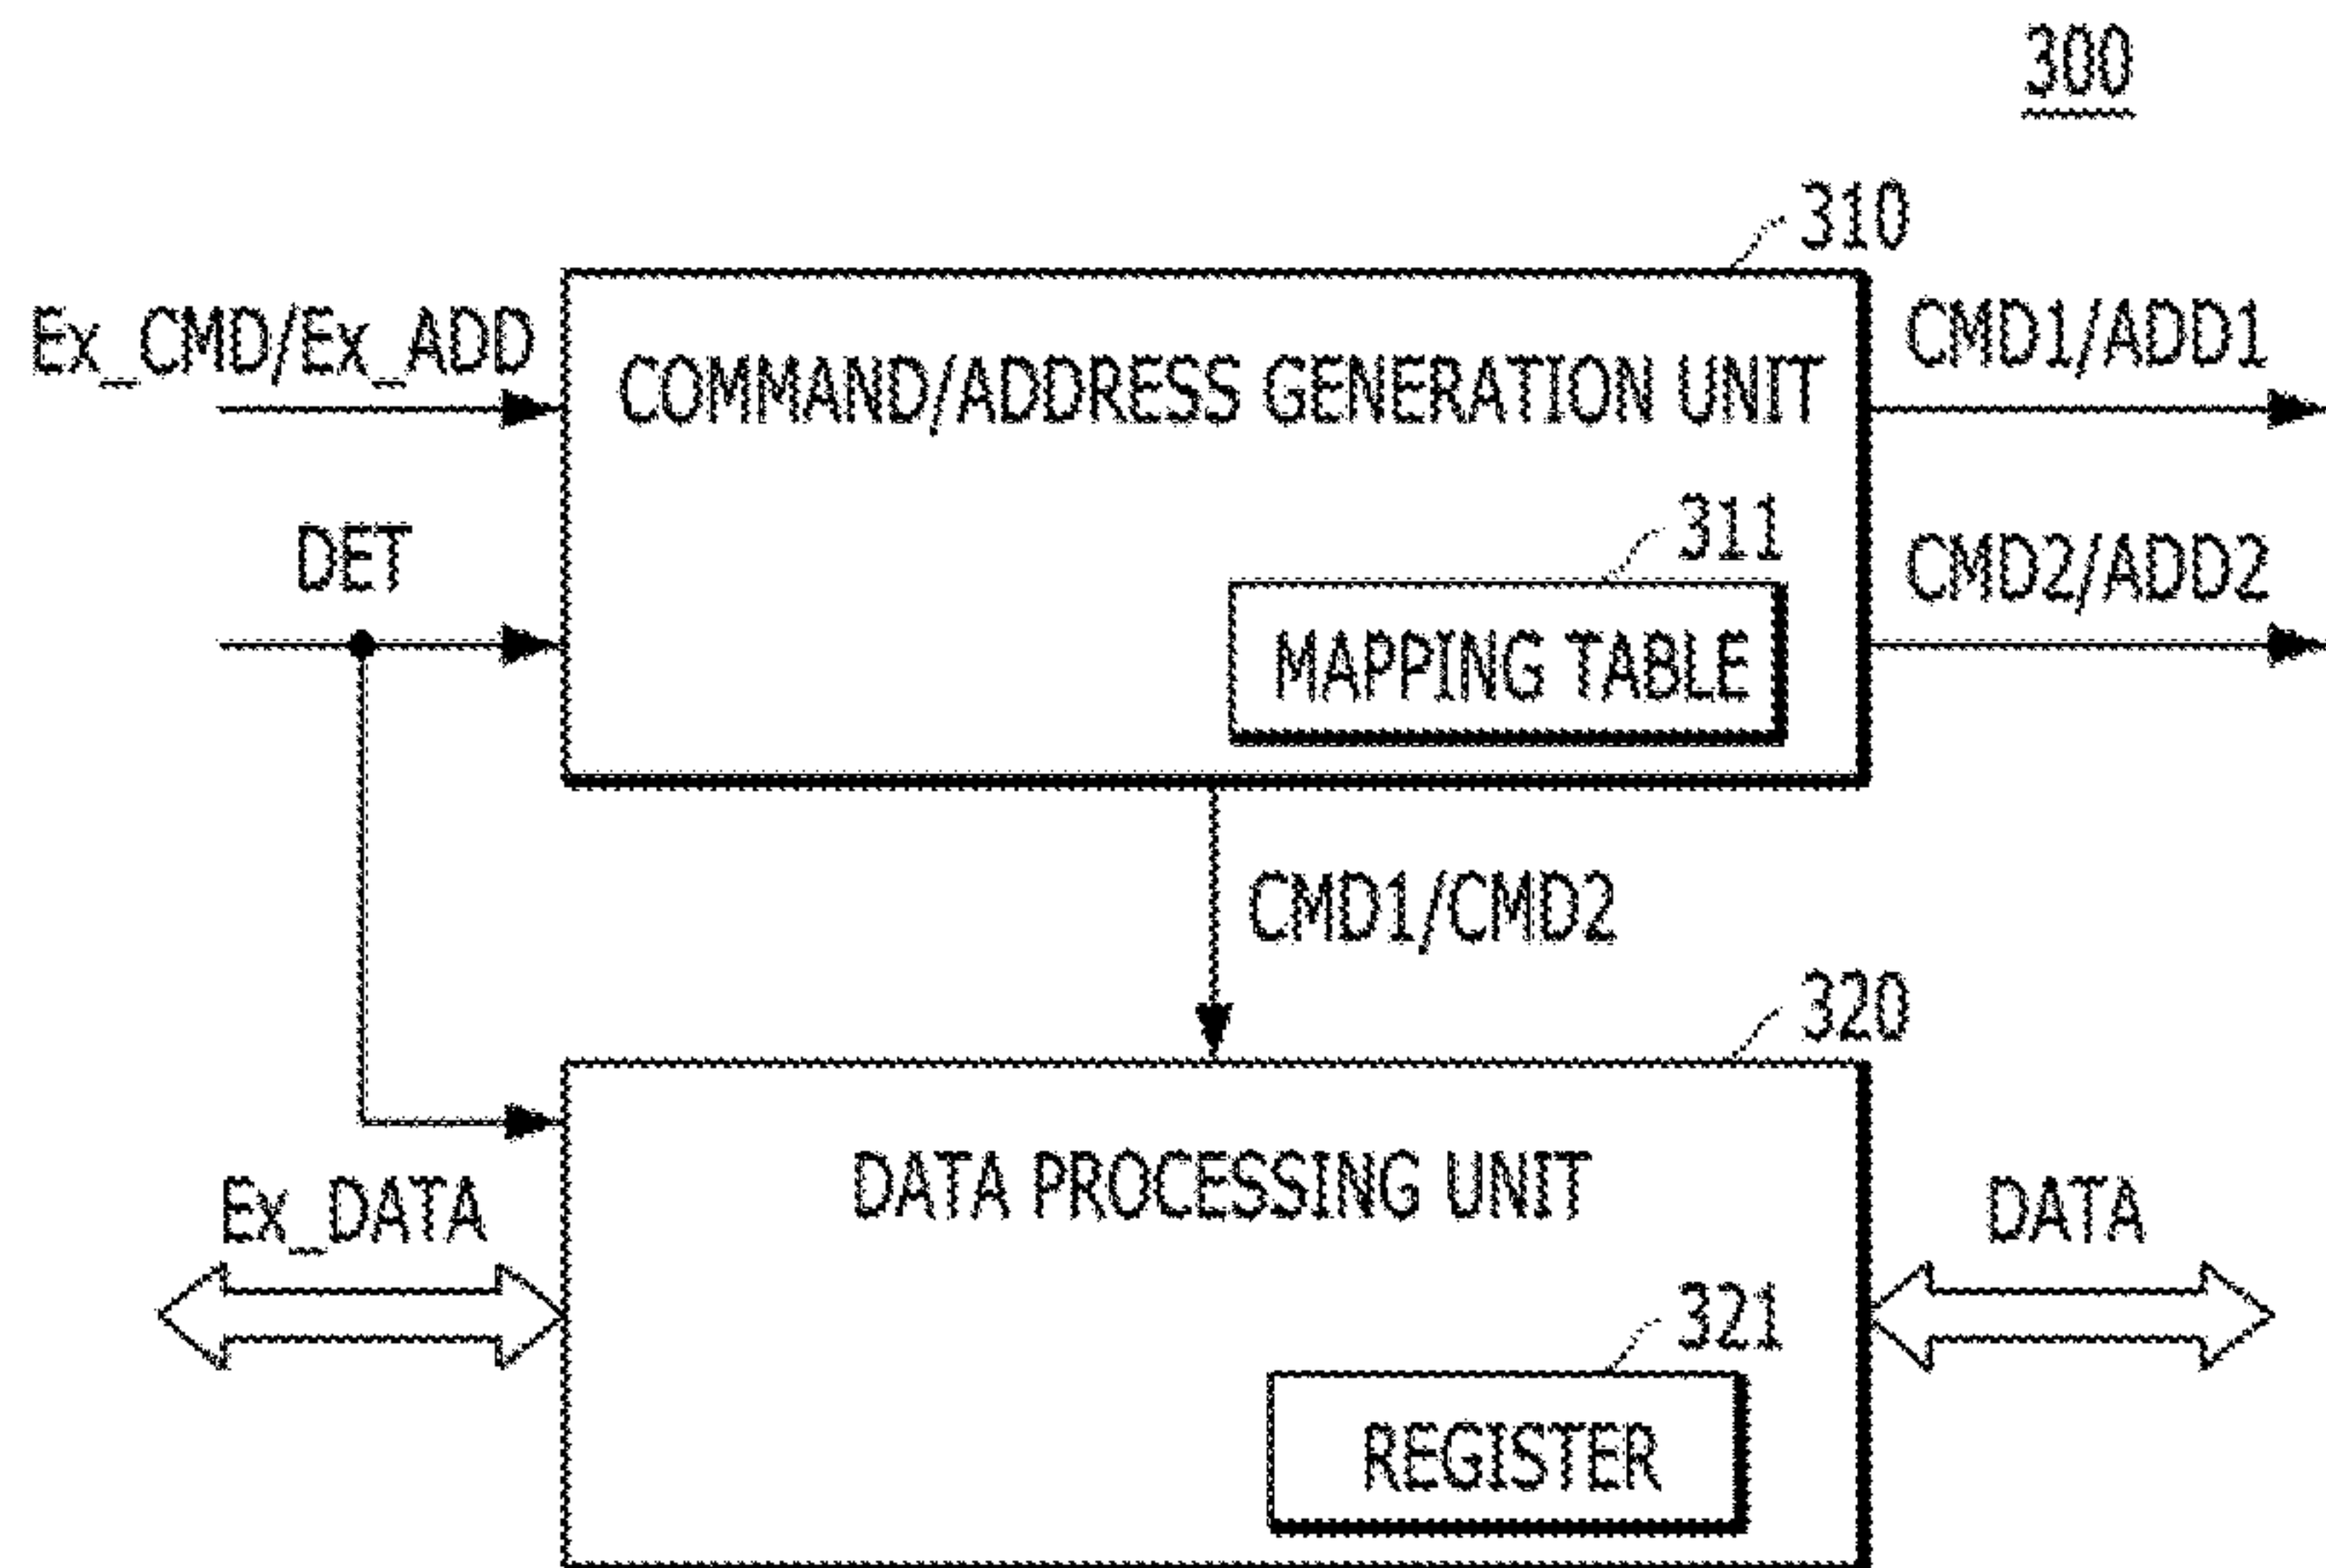 300
310
Ex_CMD/Ex_ADD
CMD1/ADD1
COMMAND/ADDRESS GENERATION UNIT
311
DET
CMD2/ADD2
MAPPING TABLE
CMD1/CMD2
320
DATA PROCESSING UNIT
Ex_DATA
DATA
321
REGISTER